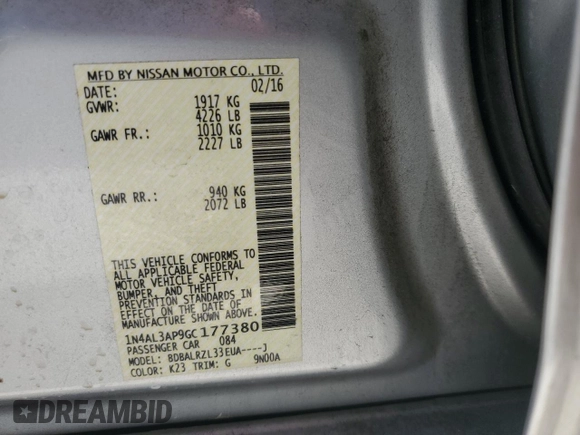 MFD BY NISSAN MOTOR CO., LTD.
DATE: 02/16
GVWR: 1917 KG
4226 LB
GAWR FR.: 1010 KG
2227 LB
GAWR RR.: 940 KG
2072 LB
THIS VEHICLE CONFORMS TO
ALL APPLICABLE FEDERAL
MOTOR VEHICLE SAFETY,
BUMPER, AND THEFT
PREVENTION STANDARDS IN
EFFECT ON THE DATE OF
MANUFACTURE SHOWN ABOVE.
1N4AL3AP9GC177380
PASSENGER CAR 084
MODEL: BDBALRZL33EUA----J
COLOR: K23 TRIM: G 9N00A
DREAMBID